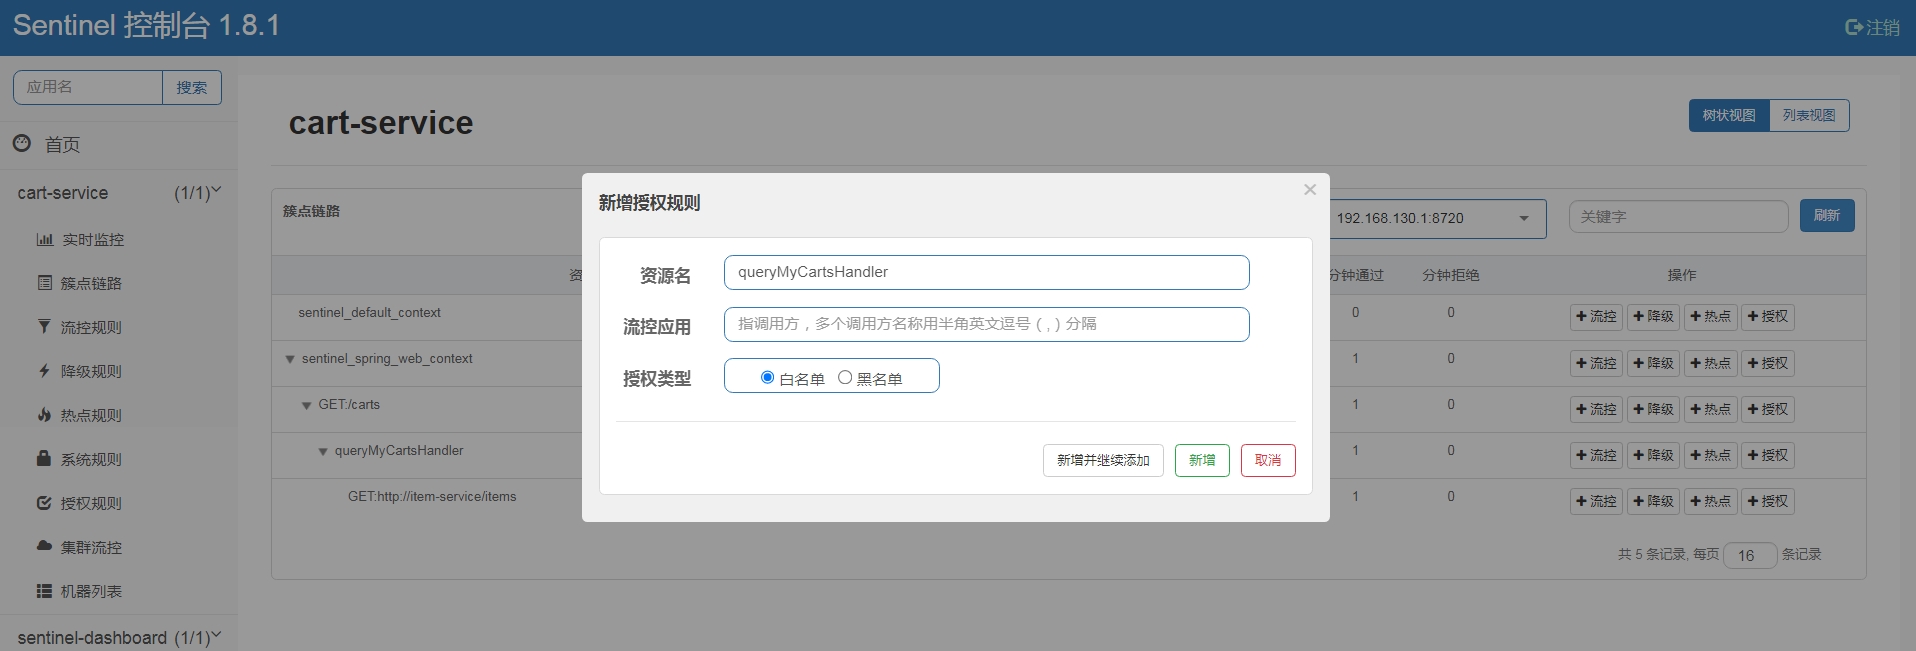 Sentinel 控制台 1.8.1
注销
应用名
搜索
首页
cart-service (1/1)
实时监控
簇点链路
流控规则
降级规则
热点规则
系统规则
授权规则
集群流控
机器列表
sentinel-dashboard (1/1)
cart-service
树状视图 列表视图
簇点链路
192.168.130.1:8720
关键字
刷新
资 分钟通过 分钟拒绝 操作
sentinel_default_context 0 0 流控 降级 热点 授权
sentinel_spring_web_context 1 0 流控 降级 热点 授权
GET:/carts 1 0 流控 降级 热点 授权
queryMyCartsHandler 1 0 流控 降级 热点 授权
GET:http://item-service/items 1 0 流控 降级 热点 授权
共 5 条记录, 每页 16 条记录
新增授权规则
×
资源名 queryMyCartsHandler
流控应用 指调用方，多个调用方名称用半角英文逗号（,）分隔
授权类型 白名单 黑名单
新增并继续添加 新增 取消